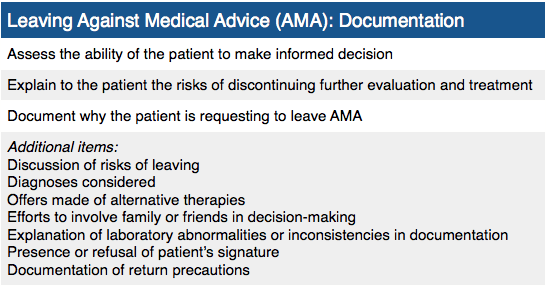 Leaving Against Medical Advice (AMA): Documentation
Assess the ability of the patient to make informed decision
Explain to the patient the risks of discontinuing further evaluation and treatment
Document why the patient is requesting to leave AMA
Additional items:
Discussion of risks of leaving
Diagnoses considered
Offers made of alternative therapies
Efforts to involve family or friends in decision-making
Explanation of laboratory abnormalities or inconsistencies in documentation
Presence or refusal of patient's signature
Documentation of return precautions